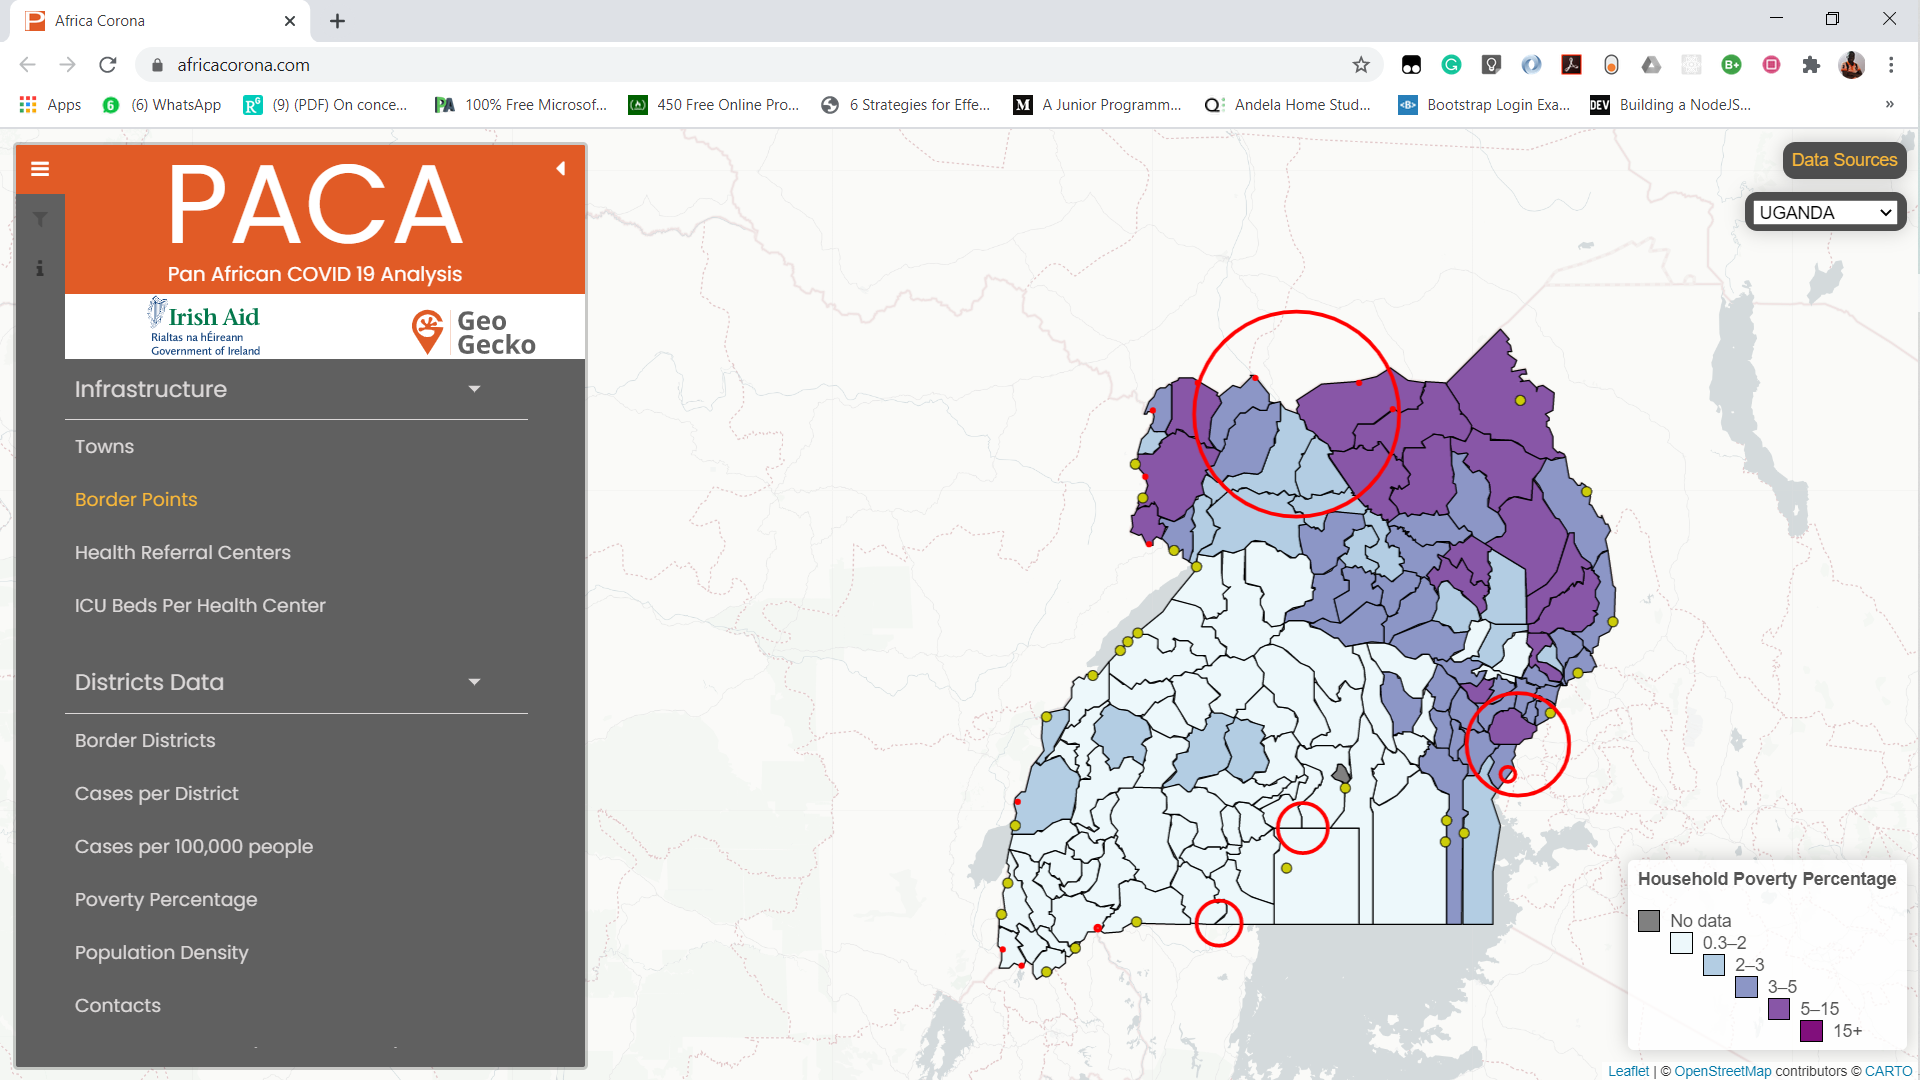 Africa Corona
africacorona.com
Apps
(6) WhatsApp
(9) (PDF) On conce...
100% Free Microsof...
450 Free Online Pro...
6 Strategies for Effe...
A Junior Programm...
Andela Home Stud...
Bootstrap Login Exa...
Building a NodeJS...
»
PACA
Pan African COVID 19 Analysis
Irish Aid
Rialtas na hÉireann
Government of Ireland
Geo
Gecko
Infrastructure
Towns
Border Points
Health Referral Centers
ICU Beds Per Health Center
Districts Data
Border Districts
Cases per District
Cases per 100,000 people
Poverty Percentage
Population Density
Contacts
Data Sources
UGANDA
Household Poverty Percentage
No data
0.3–2
2–3
3–5
5–15
15+
Leaflet | © OpenStreetMap contributors © CARTO